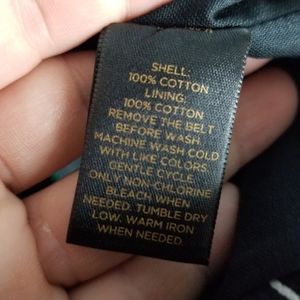 SHELL:
100% COTTON
LINING:
100% COTTON
REMOVE THE BELT
BEFORE WASH
MACHINE WASH COLD
WITH LIKE COLORS
GENTLE CYCLE
ONLY NON-CHLORINE
BLEACH WHEN
NEEDED. TUMBLE DRY
LOW. WARM IRON
WHEN NEEDED.